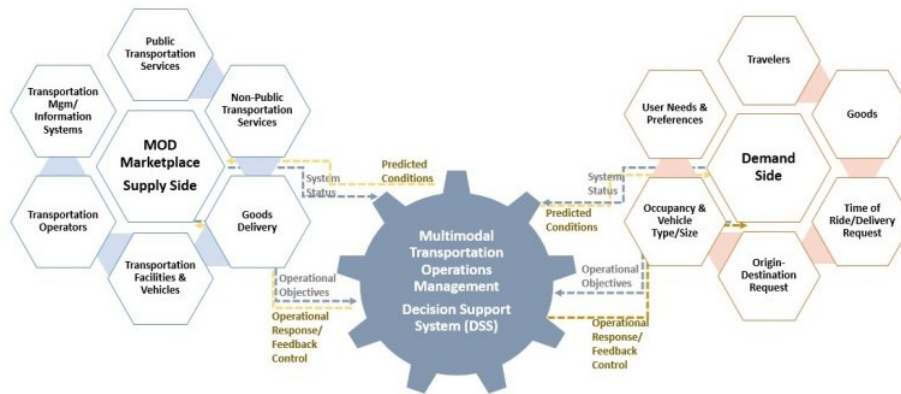 Public
Transportation
Services
Transportation
Mgm/
Information
Systems
Non-Public
Transportation
Services
MOD
Marketplace
Supply Side
Transportation
Operators
Goods
Delivery
Transportation
Facilities &
Vehicles
Predicted
Conditions
System
Status
Operational
Objectives
Operational
Response/
Feedback
Control
Multimodal
Transportation
Operations
Management
Decision Support
System (DSS)
System
Status
Predicted
Conditions
Operational
Objectives
Operational
Response/
Feedback
Control
Travelers
User Needs &
Preferences
Goods
Demand
Side
Occupancy &
Vehicle
Type/Size
Time of
Ride/Delivery
Request
Origin-
Destination
Request